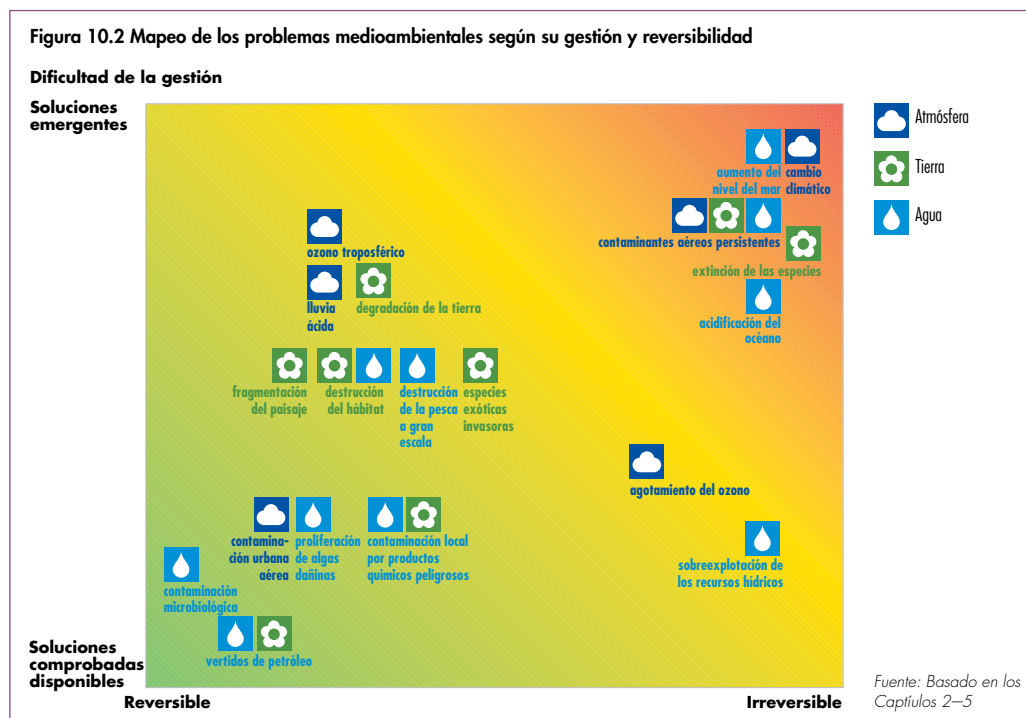 Figura 10.2 Mapeo de los problemas medioambientales según su gestión y reversibilidad
Dificultad de la gestión
Soluciones
emergentes
Atmósfera
Tierra
Agua
aumento del
nivel del mar
cambio
climático
contaminantes aéreos persistentes
extinción de las especies
acidificación del
océano
ozono troposférico
lluvia
ácida
degradación de la tierra
fragmentación
del paisaje
destrucción
del hábitat
destrucción
de la pesca
a gran
escala
especies
exóticas
invasoras
agotamiento del ozono
contamina-
ción urbana
aérea
proliferación
de algas
dañinas
contaminación local
por productos
químicos peligrosos
sobreexplotación de
los recursos hídricos
contaminación
microbiológica
vertidos de petróleo
Soluciones
comprobadas
disponibles
Reversible
Irreversible
Fuente: Basado en los
Captíulos 2–5